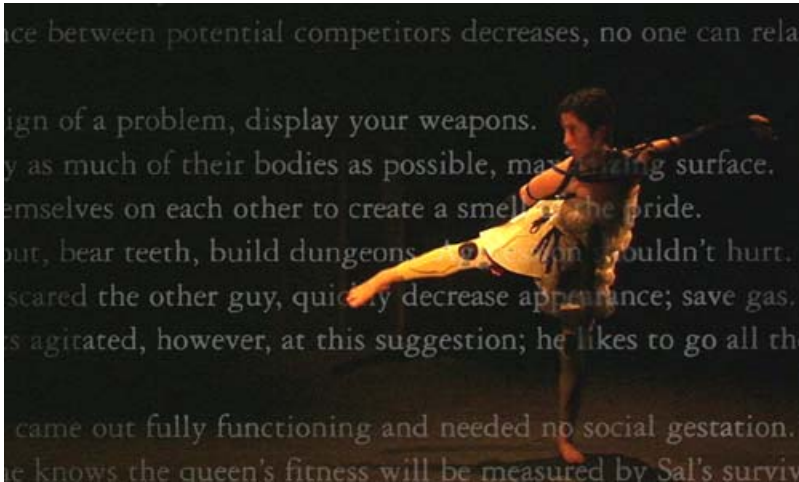 ce between potential competitors decreases, no one can rela
ign of a problem, display your weapons.
y as much of their bodies as possible, maximizing surface.
emselves on each other to create a smell of the pride.
out, bear teeth, build dungeons. wouldn't hurt.
scared the other guy, quickly decrease appearance; save gas.
s agitated, however, at this suggestion; he likes to go all the
came out fully functioning and needed no social gestation.
e knows the queen's fitness will be measured by Sal's surviv